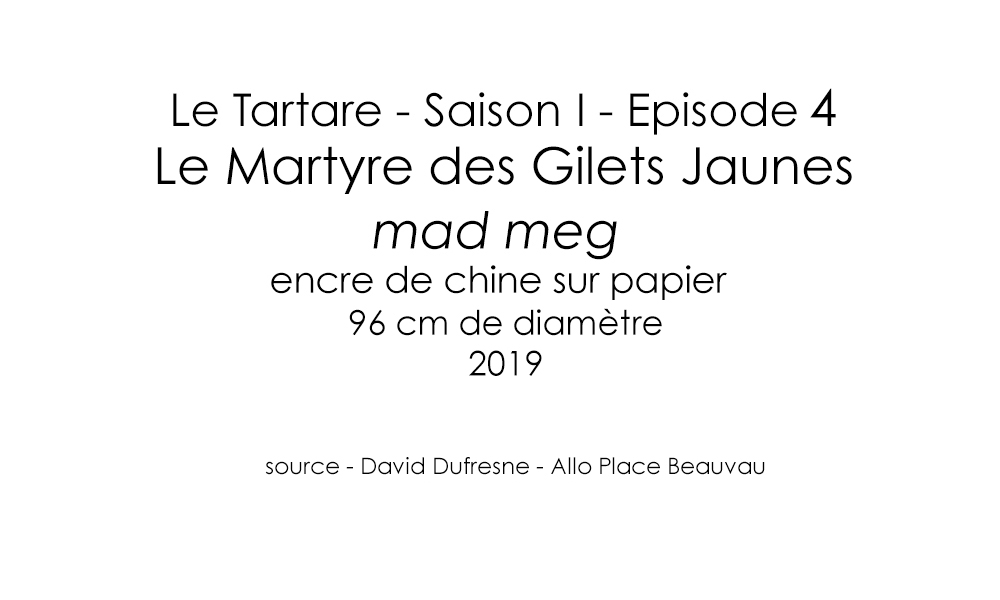 Le Tartare - Saison I - Episode 4
Le Martyre des Gilets Jaunes
mad meg
encre de chine sur papier
96 cm de diamètre
2019
source - David Dufresne - Allo Place Beauvau